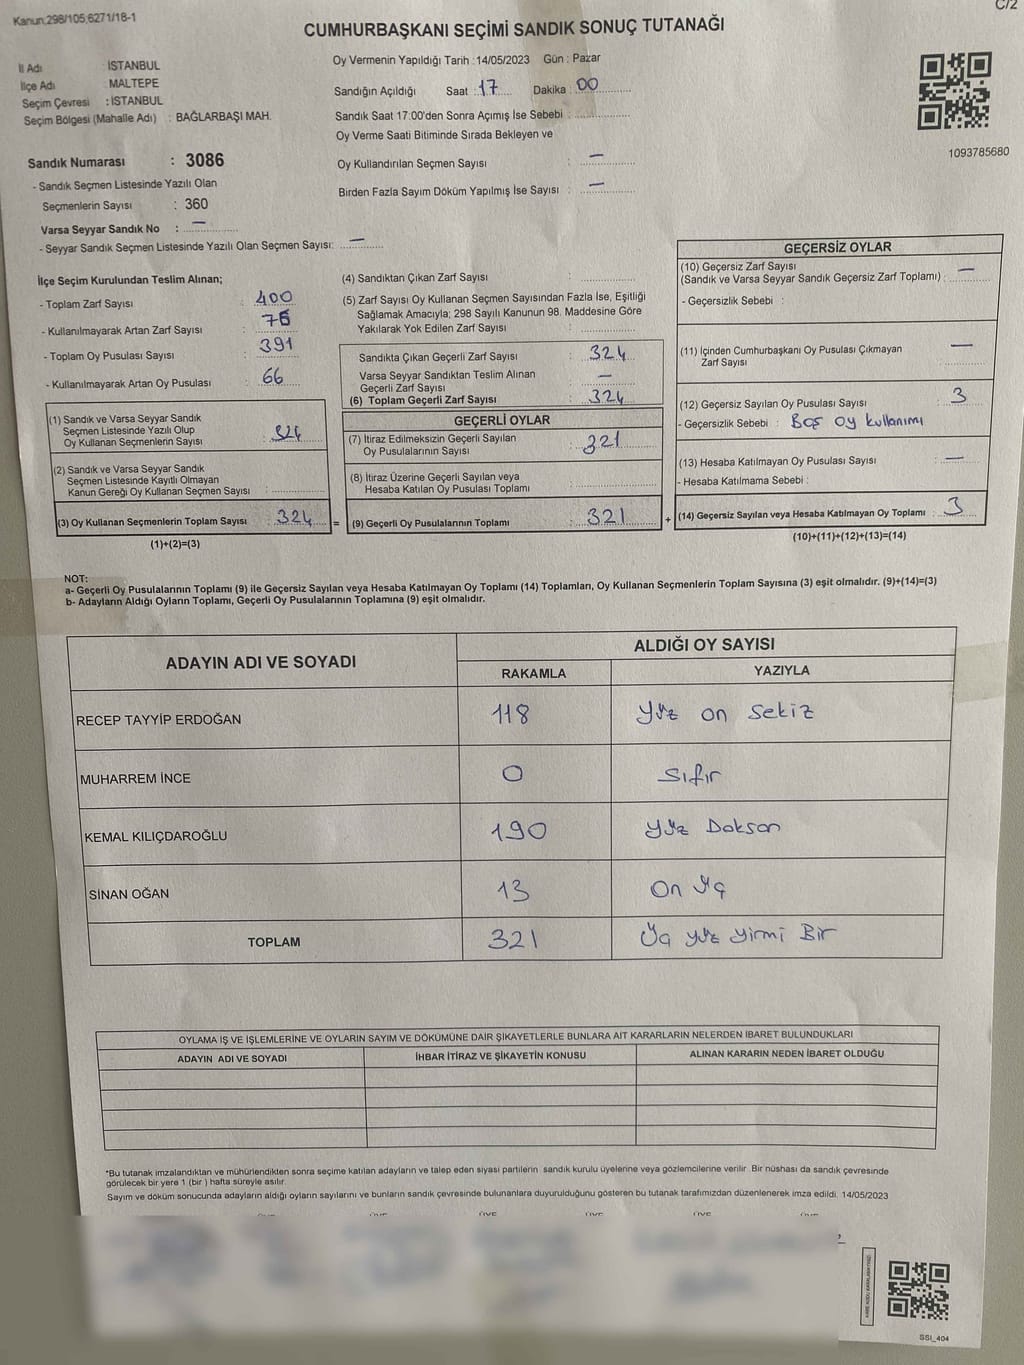 C/2
Kanun;298/105;6271/18-1
CUMHURBAŞKANI SEÇİMİ SANDIK SONUÇ TUTANAĞI
İl Adı : İSTANBUL
İlçe Adı : MALTEPE
Seçim Çevresi : İSTANBUL
Seçim Bölgesi (Mahalle Adı) : BAĞLARBAŞI MAH.
Sandık Numarası : 3086
- Sandık Seçmen Listesinde Yazılı Olan
Seçmenlerin Sayısı : 360
Varsa Seyyar Sandık No : —
- Seyyar Sandık Seçmen Listesinde Yazılı Olan Seçmen Sayısı: —
Oy Vermenin Yapıldığı Tarih : 14/05/2023 Gün : Pazar
Sandığın Açıldığı Saat : 17 Dakika : 00
Sandık Saat 17:00'den Sonra Açılmış İse Sebebi :
Oy Verme Saati Bitiminde Sırada Bekleyen ve
Oy Kullandırılan Seçmen Sayısı : —
Birden Fazla Sayım Döküm Yapılmış İse Sayısı : —
1093785680
İlçe Seçim Kurulundan Teslim Alınan;
- Toplam Zarf Sayısı : 400
- Kullanılmayarak Artan Zarf Sayısı : 76
- Toplam Oy Pusulası Sayısı : 391
- Kullanılmayarak Artan Oy Pusulası : 66
(1) Sandık ve Varsa Seyyar Sandık
Seçmen Listesinde Yazılı Olup
Oy Kullanan Seçmenlerin Sayısı : 324
(2) Sandık ve Varsa Seyyar Sandık
Seçmen Listesinde Kayıtlı Olmayan
Kanun Gereği Oy Kullanan Seçmen Sayısı :
(3) Oy Kullanan Seçmenlerin Toplam Sayısı : 324 =
(1)+(2)=(3)
(4) Sandıktan Çıkan Zarf Sayısı :
(5) Zarf Sayısı Oy Kullanan Seçmen Sayısından Fazla İse, Eşitliği
Sağlamak Amacıyla; 298 Sayılı Kanunun 98. Maddesine Göre
Yakılarak Yok Edilen Zarf Sayısı :
Sandıkta Çıkan Geçerli Zarf Sayısı : 324
Varsa Seyyar Sandıktan Teslim Alınan
Geçerli Zarf Sayısı : —
(6) Toplam Geçerli Zarf Sayısı : 324
GEÇERLİ OYLAR
(7) İtiraz Edilmeksizin Geçerli Sayılan
Oy Pusulalarının Sayısı : 321
(8) İtiraz Üzerine Geçerli Sayılan veya
Hesaba Katılan Oy Pusulası Toplamı :
(9) Geçerli Oy Pusulalarının Toplamı : 321 +
GEÇERSİZ OYLAR
(10) Geçersiz Zarf Sayısı
(Sandık ve Varsa Seyyar Sandık Geçersiz Zarf Toplamı) : —
- Geçersizlik Sebebi :
(11) İçinden Cumhurbaşkanı Oy Pusulası Çıkmayan
Zarf Sayısı : —
(12) Geçersiz Sayılan Oy Pusulası Sayısı : 3
- Geçersizlik Sebebi : Boş oy kullanımı
(13) Hesaba Katılmayan Oy Pusulası Sayısı : —
- Hesaba Katılmama Sebebi :
(14) Geçersiz Sayılan veya Hesaba Katılmayan Oy Toplamı : 3
(10)+(11)+(12)+(13)=(14)
NOT:
a- Geçerli Oy Pusulalarının Toplamı (9) ile Geçersiz Sayılan veya Hesaba Katılmayan Oy Toplamı (14) Toplamları, Oy Kullanan Seçmenlerin Toplam Sayısına (3) eşit olmalıdır. (9)+(14)=(3)
b- Adayların Aldığı Oyların Toplamı, Geçerli Oy Pusulalarının Toplamına (9) eşit olmalıdır.
ADAYIN ADI VE SOYADI ALDIĞI OY SAYISI
RAKAMLA YAZIYLA
RECEP TAYYİP ERDOĞAN 118 Yüz on sekiz
MUHARREM İNCE 0 Sıfır
KEMAL KILIÇDAROĞLU 190 Yüz Doksan
SİNAN OĞAN 13 On üç
TOPLAM 321 Üç yüz yirmi Bir
OYLAMA İŞ VE İŞLEMLERİNE VE OYLARIN SAYIM VE DÖKÜMÜNE DAİR ŞİKAYETLERLE BUNLARA AİT KARARLARIN NELERDEN İBARET BULUNDUKLARI
ADAYIN ADI VE SOYADI İHBAR İTİRAZ VE ŞİKAYETİN KONUSU ALINAN KARARIN NEDEN İBARET OLDUĞU
*Bu tutanak imzalandıktan ve mühürlendikten sonra seçime katılan adayların ve talep eden siyasi partilerin sandık kurulu üyelerine veya gözlemcilerine verilir. Bir nüshası da sandık çevresinde
görülecek bir yere 1 (bir) hafta süreyle asılır.
Sayım ve döküm sonucunda adayların aldığı oyların sayılarını ve bunların sandık çevresinde bulunanlara duyurulduğunu gösteren bu tutanak tarafımızdan düzenlenerek imza edildi. 14/05/2023
SSI_404